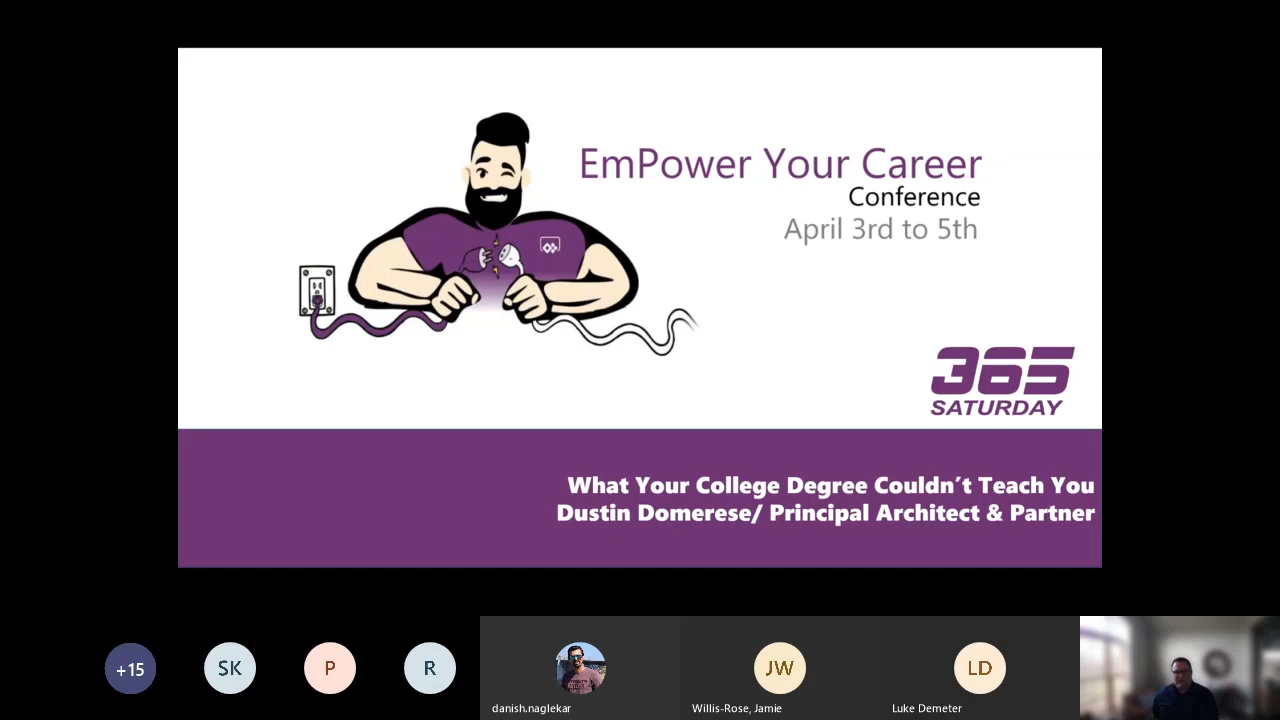 EmPower Your Career
Conference
April 3rd to 5th
365
SATURDAY
What Your College Degree Couldn’t Teach You
Dustin Domerese/ Principal Architect & Partner
+15
SK
P
R
JW
LD
danish.naglekar
Willis-Rose, Jamie
Luke Demeter